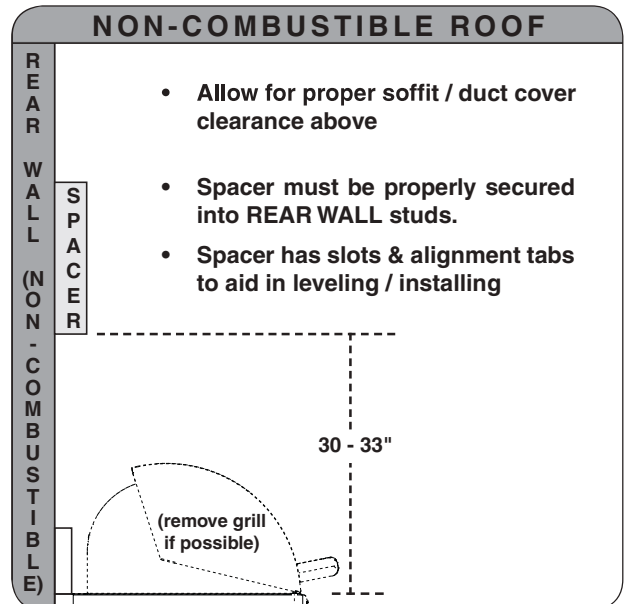 NON-COMBUSTIBLE ROOF
REAR WALL (NON-COMBUSTIBLE)
SPACER
• Allow for proper soffit / duct cover
clearance above
• Spacer must be properly secured
into REAR WALL studs.
• Spacer has slots & alignment tabs
to aid in leveling / installing
30 - 33"
(remove grill
if possible)